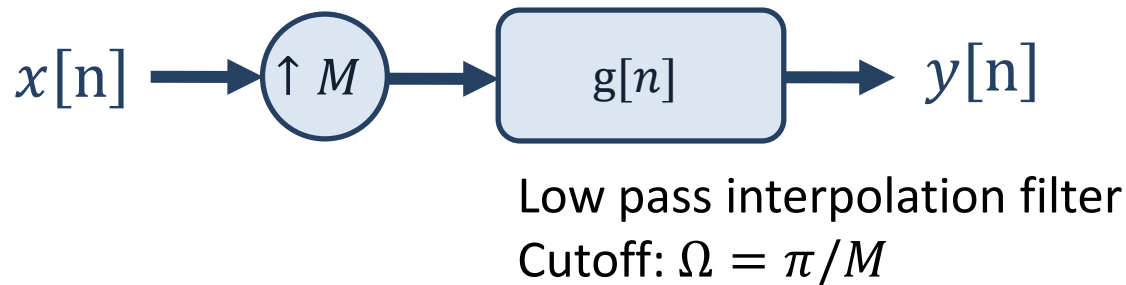 x[n] ↑ M g[n] y[n]
Low pass interpolation filter
Cutoff: Ω = π/M